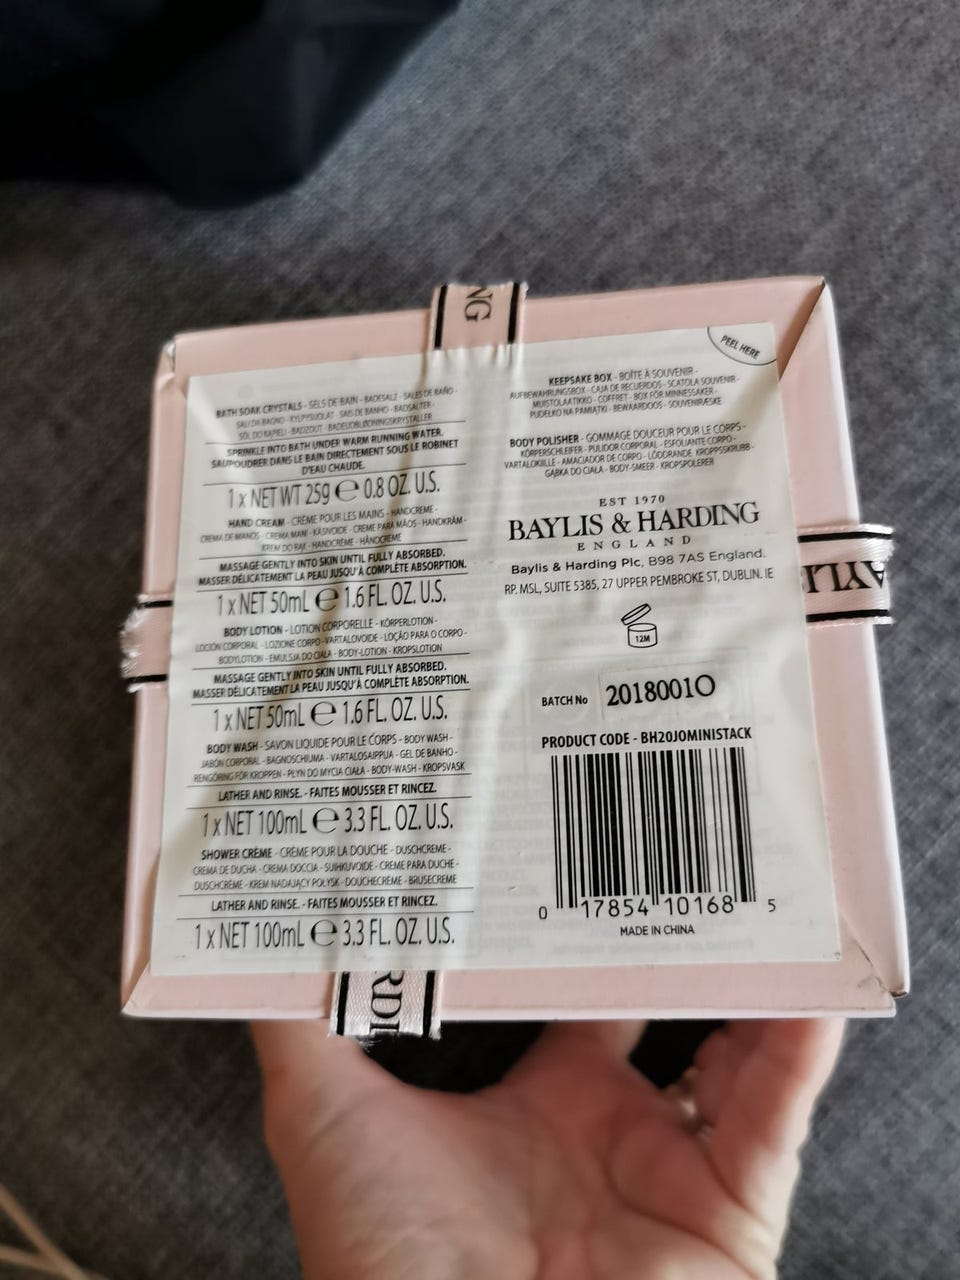 NG
PEEL HERE
BATH SOAK CRYSTALS - SELS DE BAIN - BADESALZ - SALES DE BAÑO -
SALI DA BAGNO - KYLPYSUOLAT - SAIS DE BANHO - BADSALTER -
SÓL DO KĄPIELI - BADZOUT - BADEUDBLØDNINGSKRYSTALLER
SPRINKLE INTO BATH UNDER WARM RUNNING WATER.
SAUPOUDRER DANS LE BAIN DIRECTEMENT SOUS LE ROBINET
D'EAU CHAUDE.
1 x NET WT 25g ℮ 0.8 OZ. U.S.
HAND CREAM - CRÈME POUR LES MAINS - HANDCREME -
CREMA DE MANOS - CREMA MANI - KÄSIVOIDE - CREME PARA MÃOS - HANDKRÄM -
KREM DO RĄK - HANDCRÈME - HÅNDCREME
MASSAGE GENTLY INTO SKIN UNTIL FULLY ABSORBED.
MASSER DÉLICATEMENT LA PEAU JUSQU'À COMPLÈTE ABSORPTION.
1 x NET 50mL ℮ 1.6 FL. OZ. U.S.
BODY LOTION - LOTION CORPORELLE - KÖRPERLOTION -
LOCIÓN CORPORAL - LOZIONE CORPO - VARTALOVOIDE - LOÇÃO PARA O CORPO -
BODYLOTION - EMULSJA DO CIAŁA - BODY-LOTION - KROPSLOTION
MASSAGE GENTLY INTO SKIN UNTIL FULLY ABSORBED.
MASSER DÉLICATEMENT LA PEAU JUSQU'À COMPLÈTE ABSORPTION.
1 x NET 50mL ℮ 1.6 FL. OZ. U.S.
BODY WASH - SAVON LIQUIDE POUR LE CORPS - BODY WASH -
JABÓN CORPORAL - BAGNOSCHIUMA - VARTALOSAIPPUA - GEL DE BANHO -
RENGÖRING FÖR KROPPEN - PŁYN DO MYCIA CIAŁA - BODY-WASH - KROPSVASK
LATHER AND RINSE. - FAITES MOUSSER ET RINCEZ.
1 x NET 100mL ℮ 3.3 FL. OZ. U.S.
SHOWER CRÈME - CRÈME POUR LA DOUCHE - DUSCHCREME -
CREMA DE DUCHA - CREMA DOCCIA - SUIHKUVOIDE - CREME PARA DUCHE -
DUSCHCRÈME - KREM NADAJĄCY POŁYSK - DOUCHECRÈME - BRUSECREME
LATHER AND RINSE. - FAITES MOUSSER ET RINCEZ.
1 x NET 100mL ℮ 3.3 FL. OZ. U.S.
KEEPSAKE BOX - BOÎTE À SOUVENIR -
AUFBEWAHRUNGSBOX - CAJA DE RECUERDOS - SCATOLA SOUVENIR -
MUISTOLAATIKKO - COFFRET - BOX FÖR MINNESSAKER -
PUDEŁKO NA PAMIĄTKI - BEWAARDOOS - SOUVENIRÆSKE
BODY POLISHER - GOMMAGE DOUCEUR POUR LE CORPS -
KÖRPERSCHLEIFER - PULIDOR CORPORAL - ESFOLIANTE CORPO -
VARTALOKIILLE - AMACIADOR DE CORPO - LÖDDRANDE KROPPSSKRUBB -
GĄBKA DO CIAŁA - BODY-SMEER - KROPSPOLERER
EST 1970
BAYLIS & HARDING
ENGLAND
Baylis & Harding Plc, B98 7AS England.
RP. MSL, SUITE 5385, 27 UPPER PEMBROKE ST, DUBLIN. IE
12M
BATCH No 20180010
PRODUCT CODE - BH20JOMINISTACK
0 17854 10168 5
MADE IN CHINA
AYLI
RDI